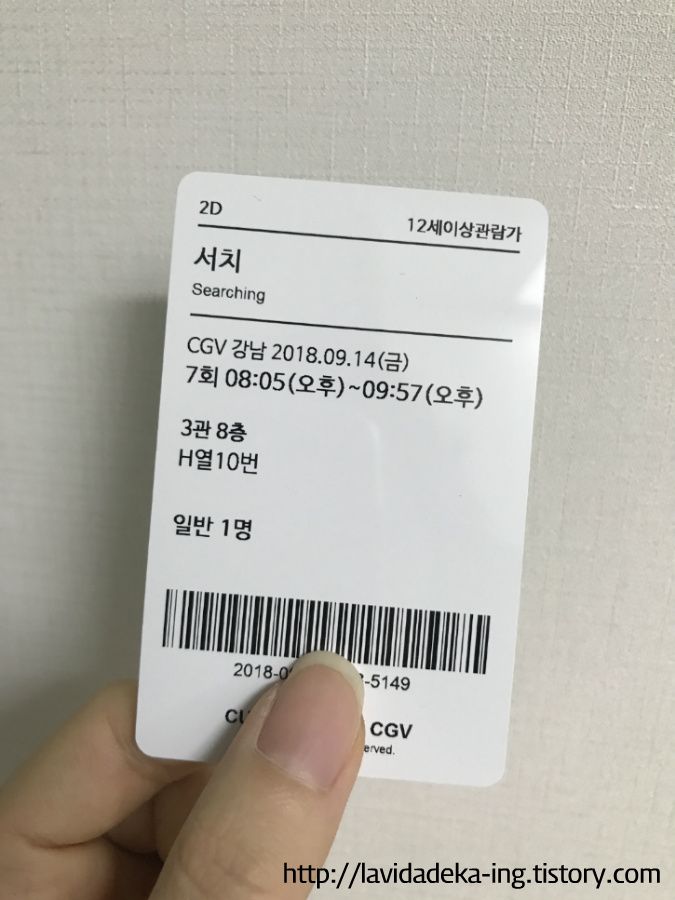 2D
12세이상관람가
서치
Searching
CGV 강남 2018.09.14(금)
7회 08:05(오후)~09:57(오후)
3관 8층
H열10번
일반 1명
-5149
CGV
http://lavidadeka-ing.tistory.com